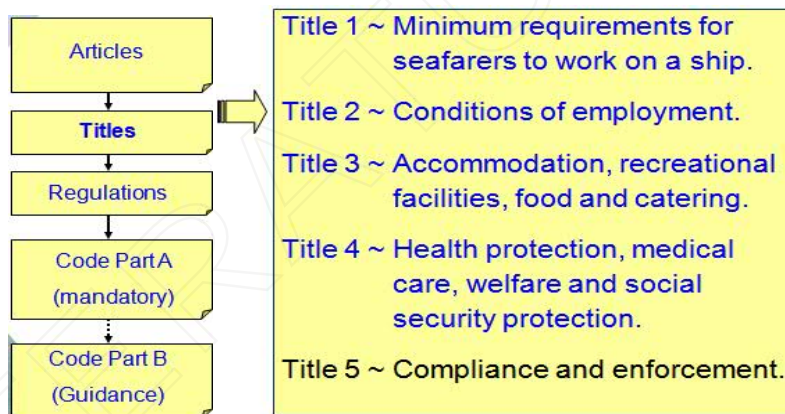 Articles
Titles
Regulations
Code Part A
(mandatory)
Code Part B
(Guidance)
Title 1 ~ Minimum requirements for
seafarers to work on a ship.
Title 2 ~ Conditions of employment.
Title 3 ~ Accommodation, recreational
facilities, food and catering.
Title 4 ~ Health protection, medical
care, welfare and social
security protection.
Title 5 ~ Compliance and enforcement.